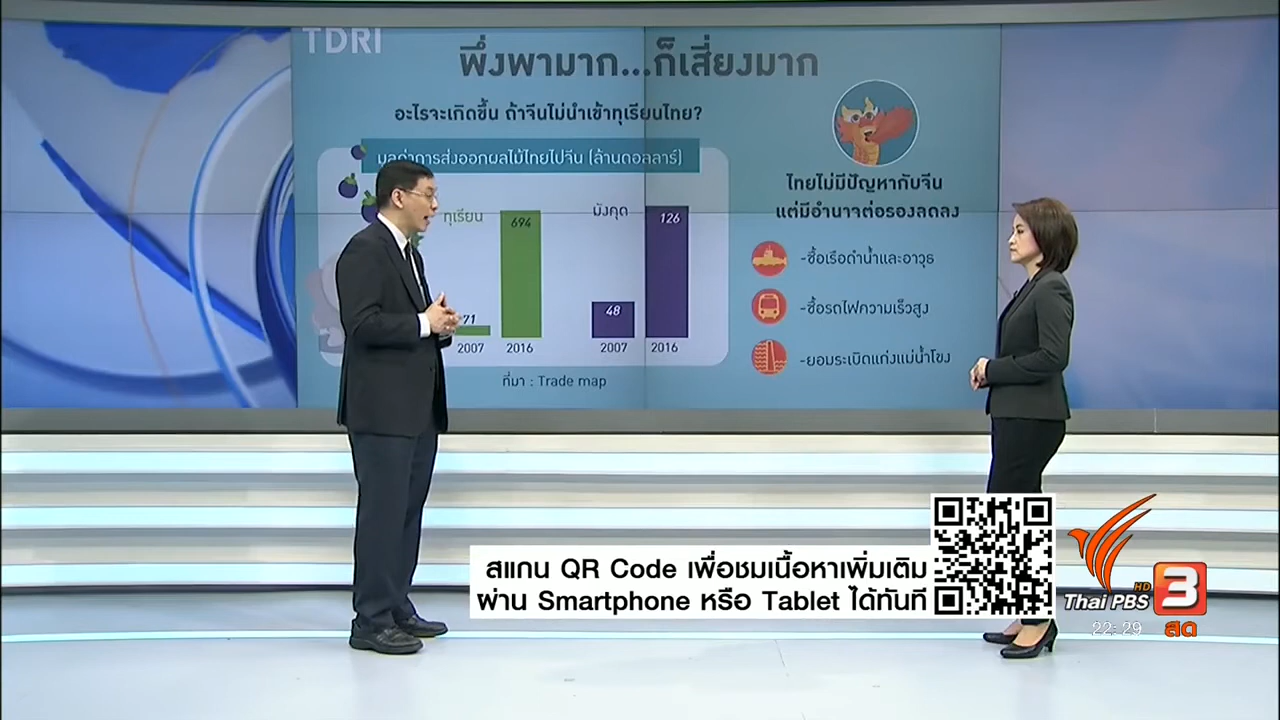 TDRI
พึ่งพามาก...ก็เสี่ยงมาก
อะไรจะเกิดขึ้น ถ้าจีนไม่นำเข้าทุเรียนไทย?
มูลค่าการส่งออกผลไม้ไทยไปจีน (ล้านดอลลาร์)
ทุเรียน
694
71
2007
2016
มังคุด
126
48
2007
2016
ที่มา : Trade map
ไทยไม่มีปัญหากับจีน
แต่มีอำนาจต่อรองลดลง
-ซื้อเรือดำน้ำและอาวุธ
-ซื้อรถไฟความเร็วสูง
-ยอมระเบิดแก่งแม่น้ำโขง
สแกน QR Code เพื่อชมเนื้อหาเพิ่มเติม
ผ่าน Smartphone หรือ Tablet ได้ทันที
HD
Thai PBS 3
22:29 สด